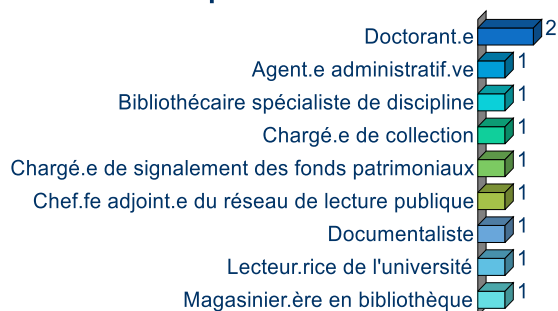 Doctorant.e 2
Agent.e administratif.ve 1
Bibliothécaire spécialiste de discipline 1
Chargé.e de collection 1
Chargé.e de signalement des fonds patrimoniaux 1
Chef.fe adjoint.e du réseau de lecture publique 1
Documentaliste 1
Lecteur.rice de l'université 1
Magasinier.ère en bibliothèque 1